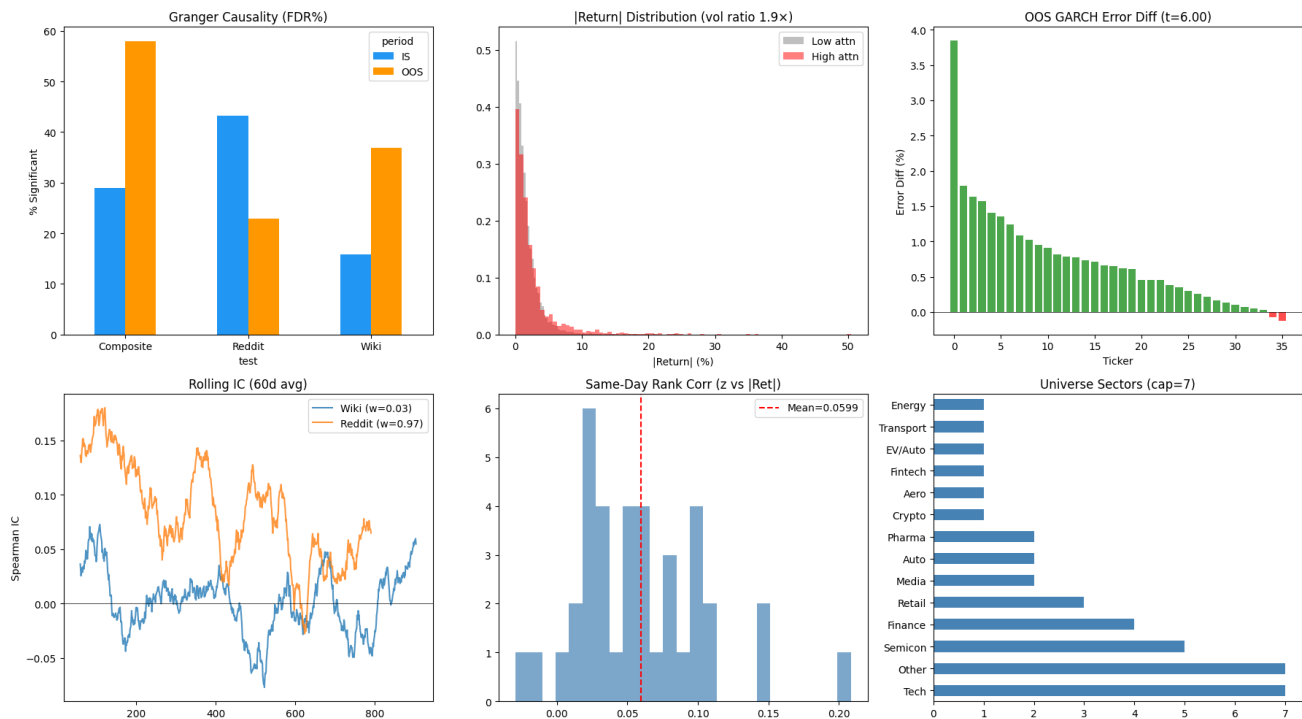 Granger Causality (FDR%)
60
50
40
30
20
10
0
% Significant
period
IS
OOS
Composite
Reddit
Wiki
test
|Return| Distribution (vol ratio 1.9×)
0.5
0.4
0.3
0.2
0.1
0.0
Low attn
High attn
0
10
20
30
40
50
|Return| (%)
OOS GARCH Error Diff (t=6.00)
4.0
3.5
3.0
2.5
2.0
1.5
1.0
0.5
0.0
Error Diff (%)
0
5
10
15
20
25
30
35
Ticker
Rolling IC (60d avg)
0.15
0.10
0.05
0.00
−0.05
Spearman IC
Wiki (w=0.03)
Reddit (w=0.97)
200
400
600
800
Same-Day Rank Corr (z vs |Ret|)
6
5
4
3
2
1
0
Mean=0.0599
0.00
0.05
0.10
0.15
0.20
Universe Sectors (cap=7)
Energy
Transport
EV/Auto
Fintech
Aero
Crypto
Pharma
Auto
Media
Retail
Finance
Semicon
Other
Tech
0
1
2
3
4
5
6
7